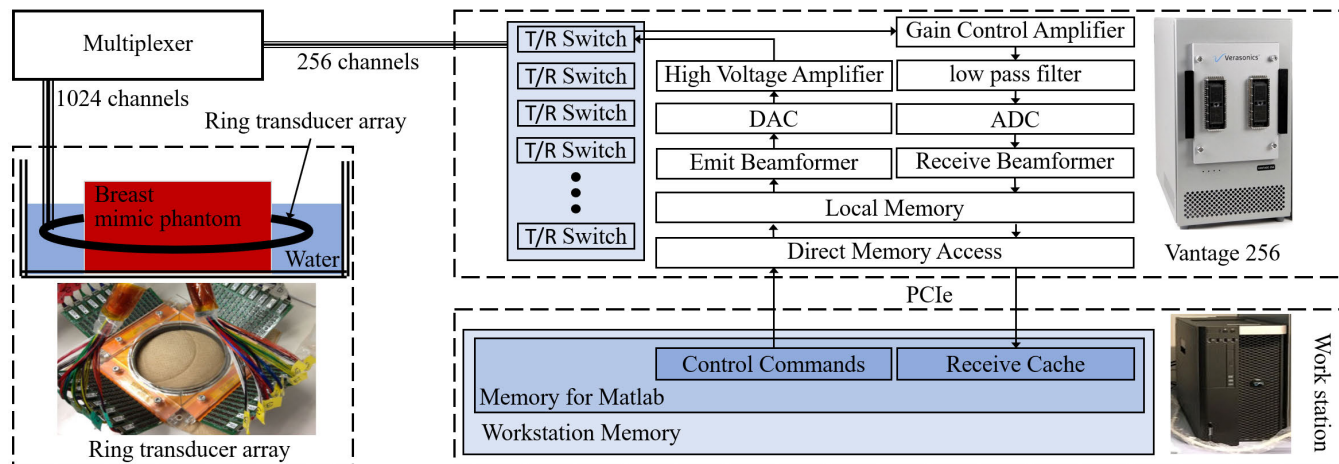 Multiplexer
256 channels
1024 channels
Ring transducer array
Breast
mimic phantom
Water
Ring transducer array
T/R Switch
T/R Switch
T/R Switch
T/R Switch
T/R Switch
High Voltage Amplifier
DAC
Emit Beamformer
Gain Control Amplifier
low pass filter
ADC
Receive Beamformer
Local Memory
Direct Memory Access
Verasonics
Vantage 256
PCIe
Control Commands
Receive Cache
Memory for Matlab
Workstation Memory
Work station